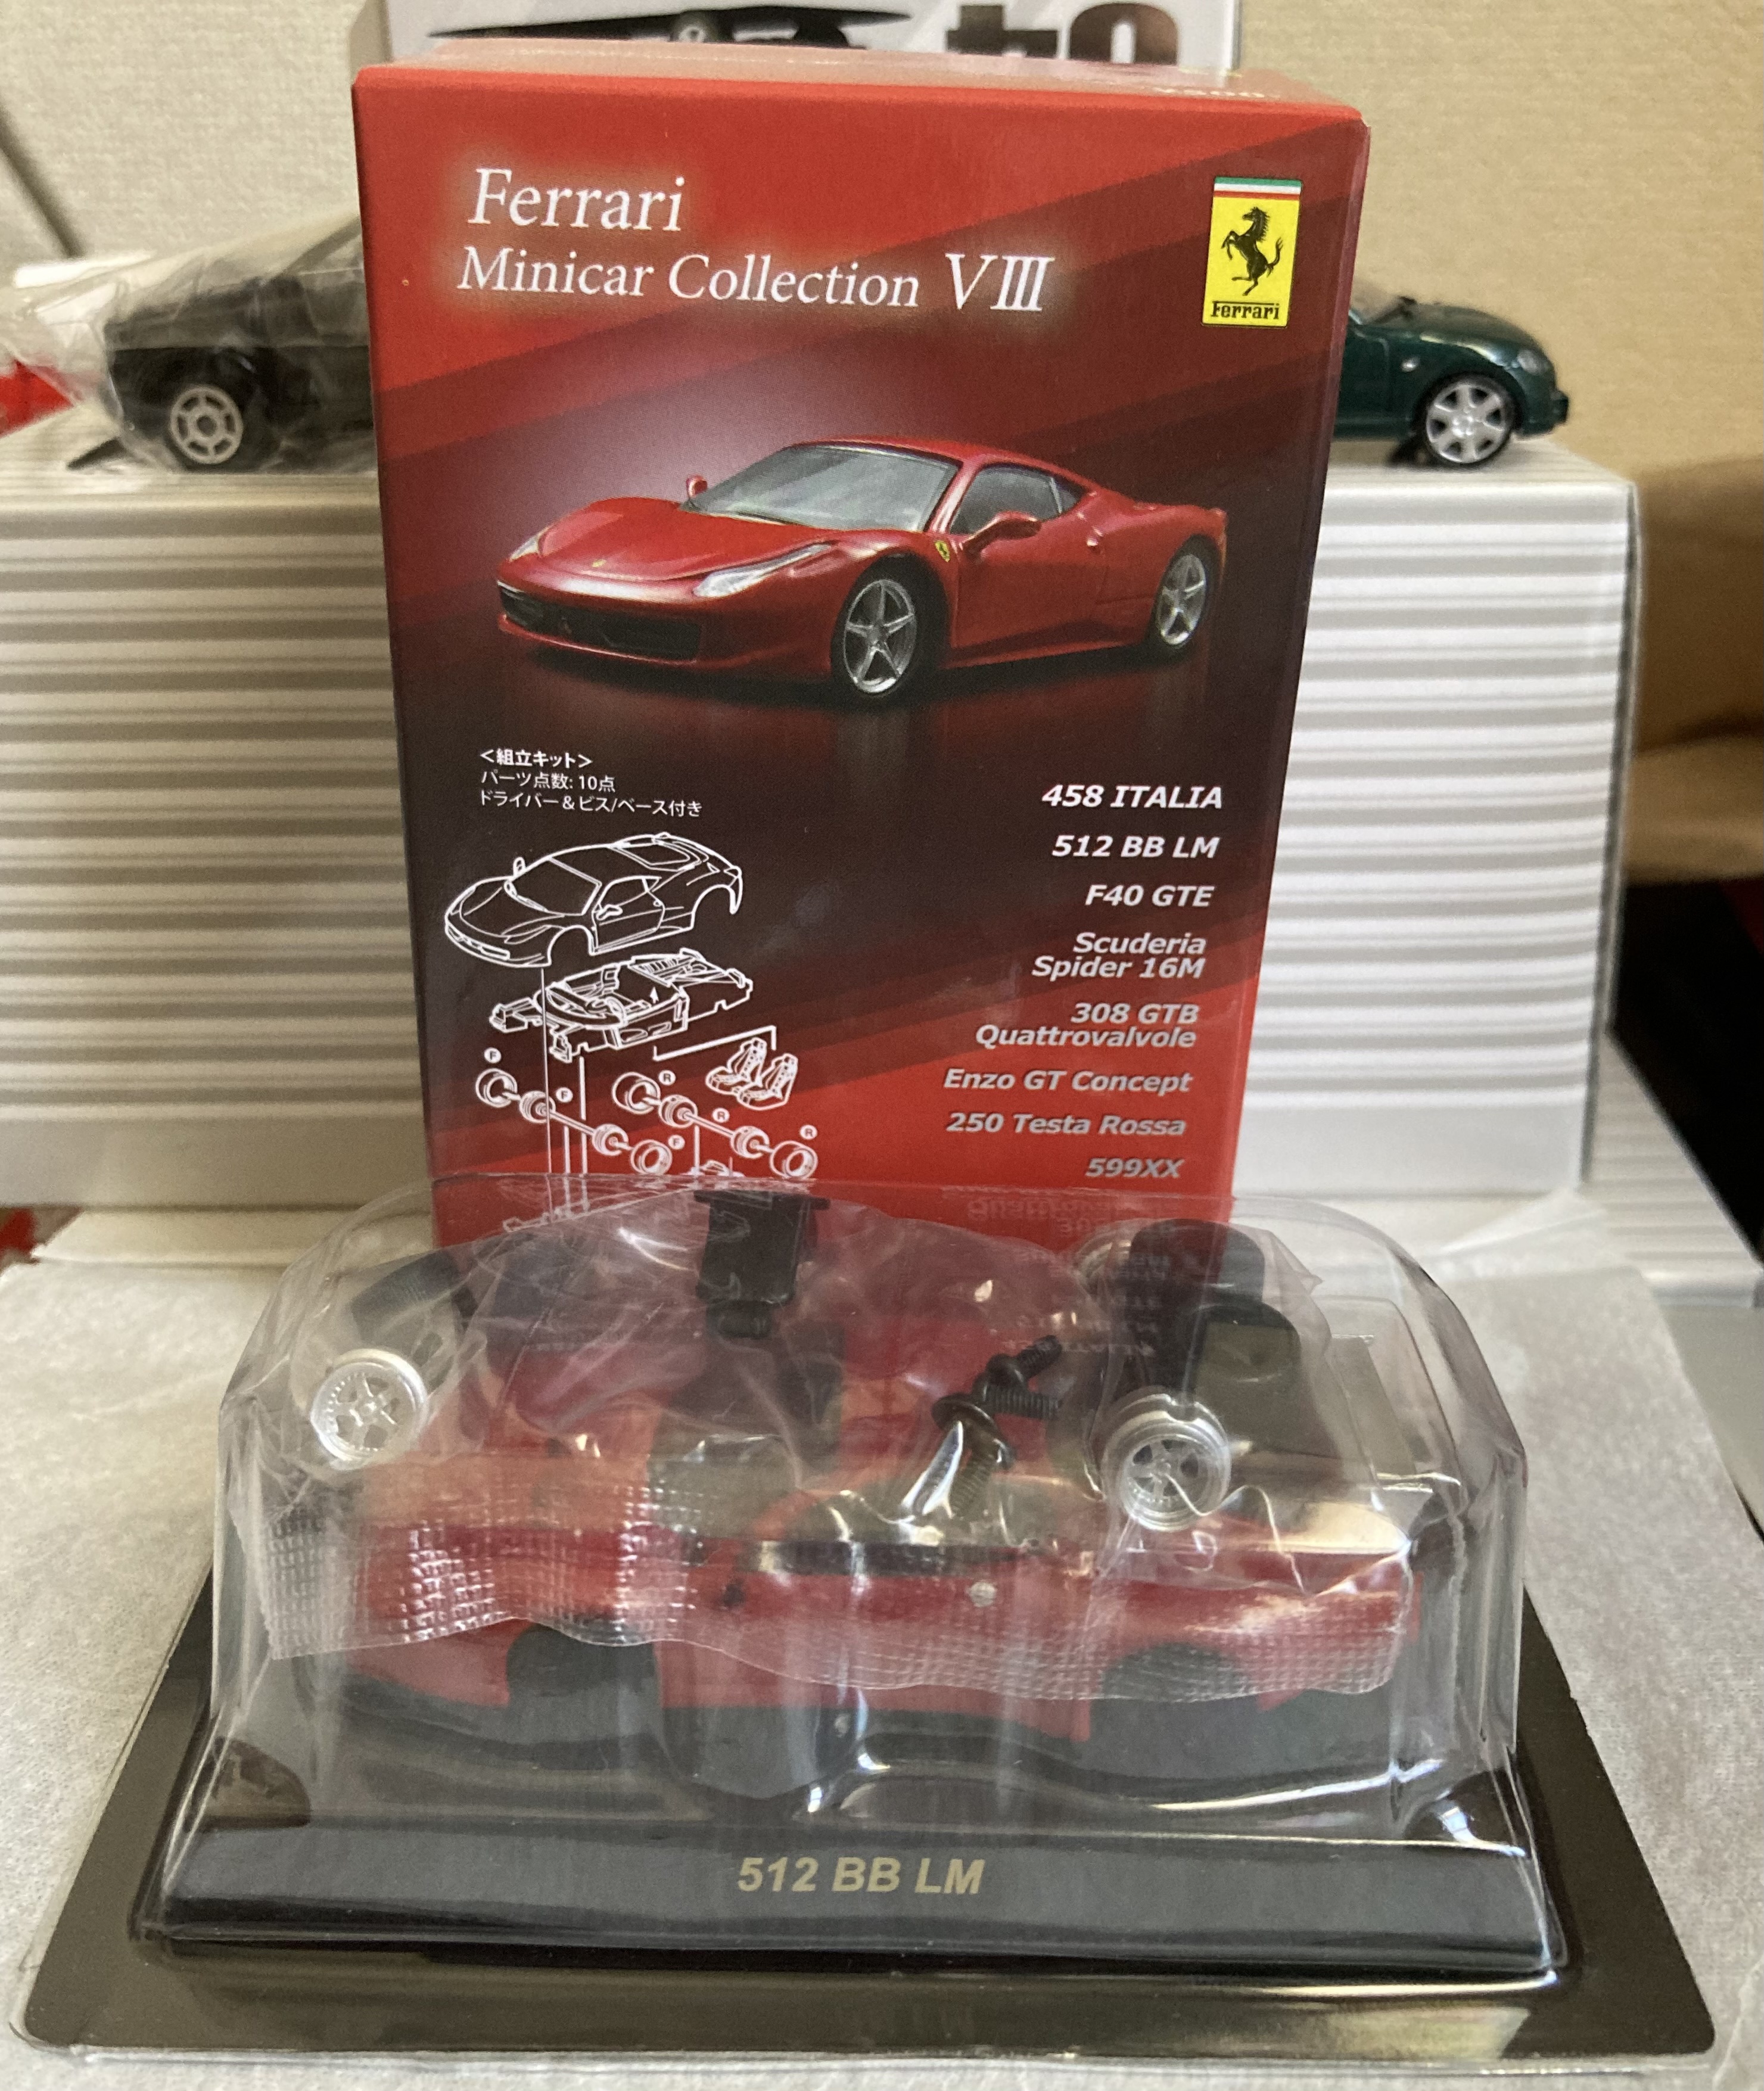 Ferrari
Minicar Collection VIII
Ferrari
<組立キット>
パーツ点数: 10点
ドライバー&ビス/ベース付き
458 ITALIA
512 BB LM
F40 GTE
Scuderia
Spider 16M
308 GTB
Quattrovalvole
Enzo GT Concept
250 Testa Rossa
599XX
F
F
R
R
F
R
512 BB LM